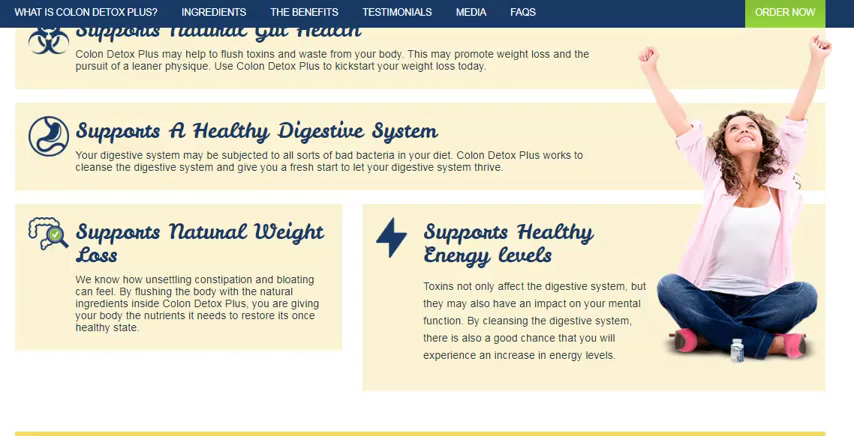 WHAT IS COLON DETOX PLUS? INGREDIENTS THE BENEFITS TESTIMONIALS MEDIA FAQS ORDER NOW
Supports Natural Gut Health
Colon Detox Plus may help to flush toxins and waste from your body. This may promote weight loss and the
pursuit of a leaner physique. Use Colon Detox Plus to kickstart your weight loss today.
Supports A Healthy Digestive System
Your digestive system may be subjected to all sorts of bad bacteria in your diet. Colon Detox Plus works to
cleanse the digestive system and give you a fresh start to let your digestive system thrive.
Supports Natural Weight
Loss
We know how unsettling constipation and bloating
can feel. By flushing the body with the natural
ingredients inside Colon Detox Plus, you are giving
your body the nutrients it needs to restore its once
healthy state.
Supports Healthy
Energy levels
Toxins not only affect the digestive system, but
they may also have an impact on your mental
function. By cleansing the digestive system,
there is also a good chance that you will
experience an increase in energy levels.